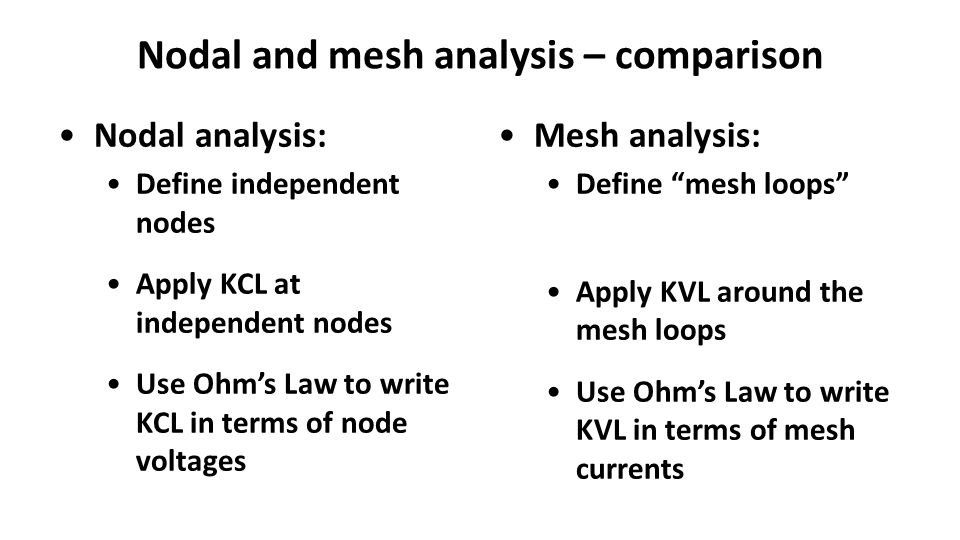 Nodal and mesh analysis – comparison
• Nodal analysis:
• Define independent
nodes
• Apply KCL at
independent nodes
• Use Ohm’s Law to write
KCL in terms of node
voltages
• Mesh analysis:
• Define “mesh loops”
• Apply KVL around the
mesh loops
• Use Ohm’s Law to write
KVL in terms of mesh
currents